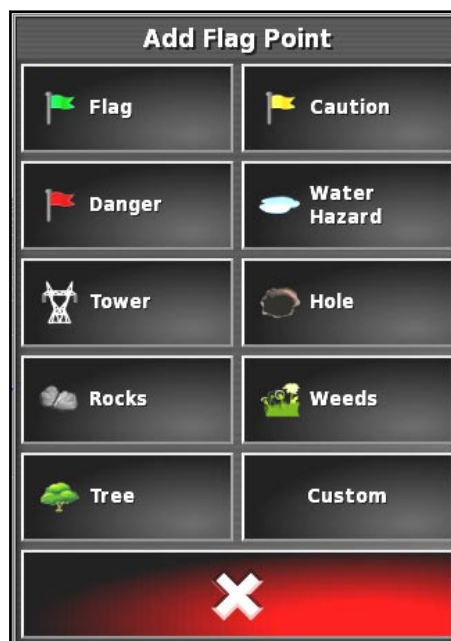 Add Flag Point
Flag
Caution
Danger
Water
Hazard
Tower
Hole
Rocks
Weeds
Tree
Custom